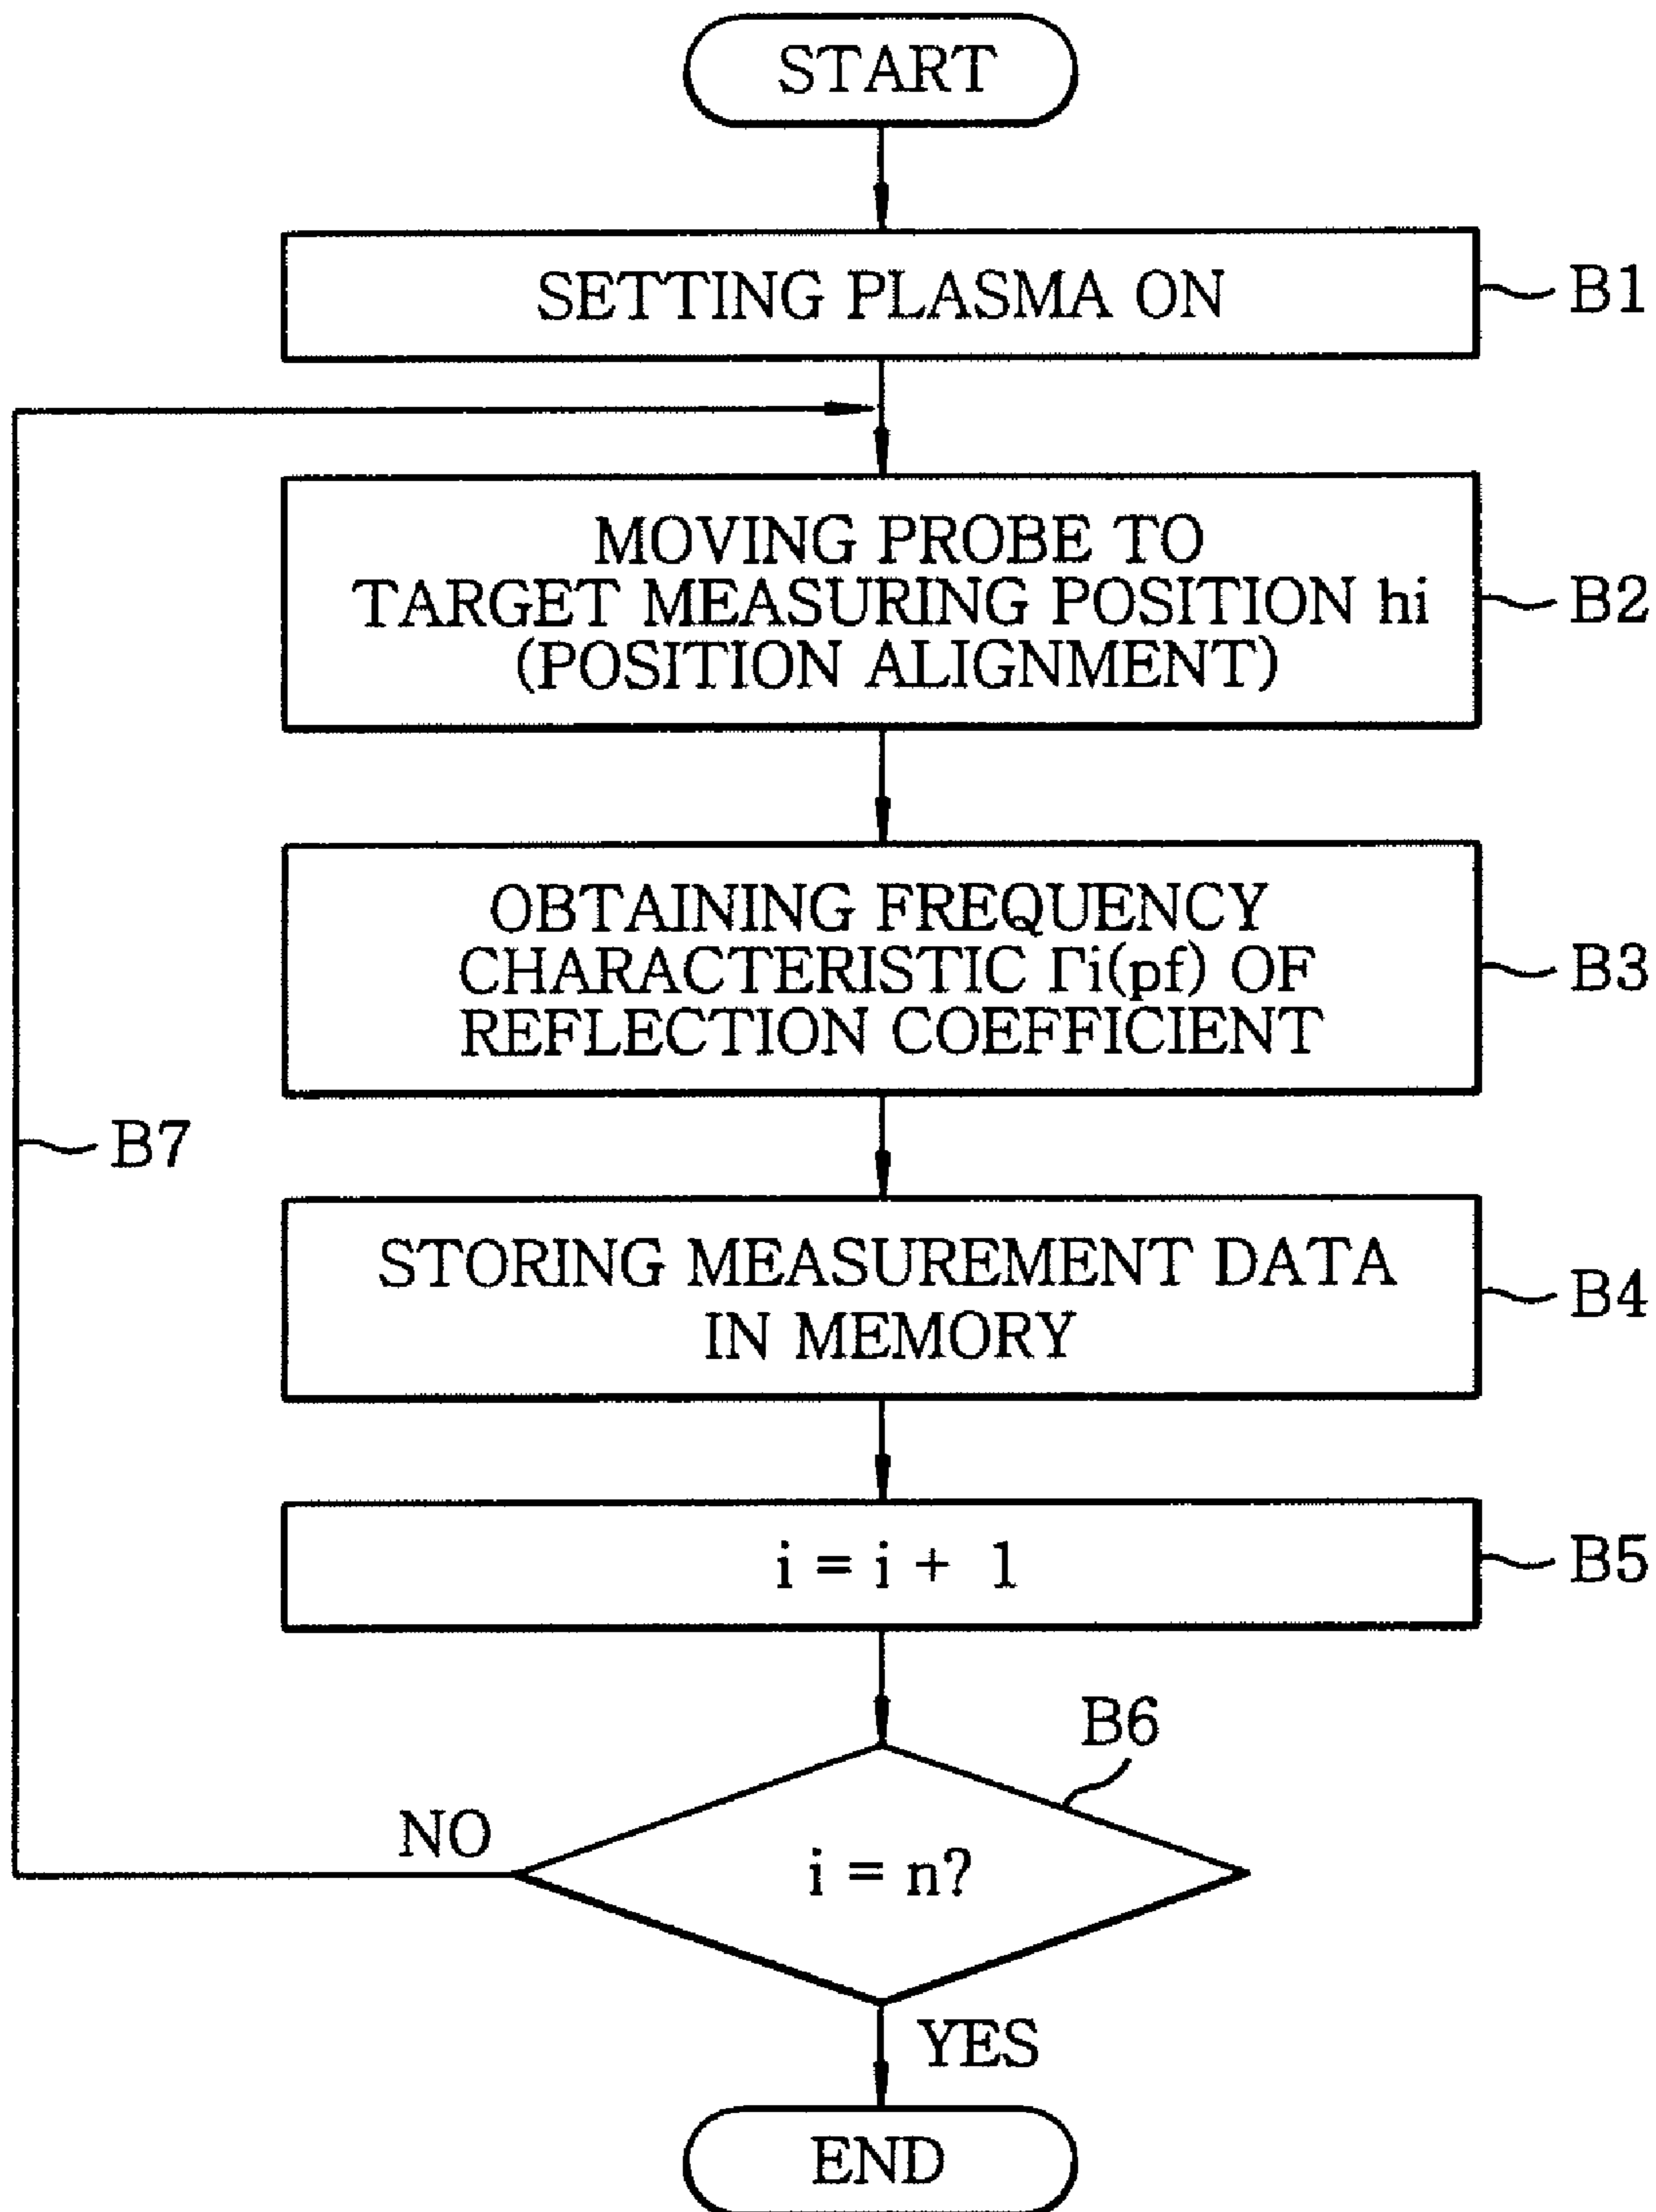 START
SETTING PLASMA ON
B1
MOVING PROBE TO
TARGET MEASURING POSITION hi
(POSITION ALIGNMENT)
B2
OBTAINING FREQUENCY
CHARACTERISTIC Γi(pf) OF
REFLECTION COEFFICIENT
B3
B7
STORING MEASUREMENT DATA
IN MEMORY
B4
i = i + 1
B5
B6
NO
i = n?
YES
END